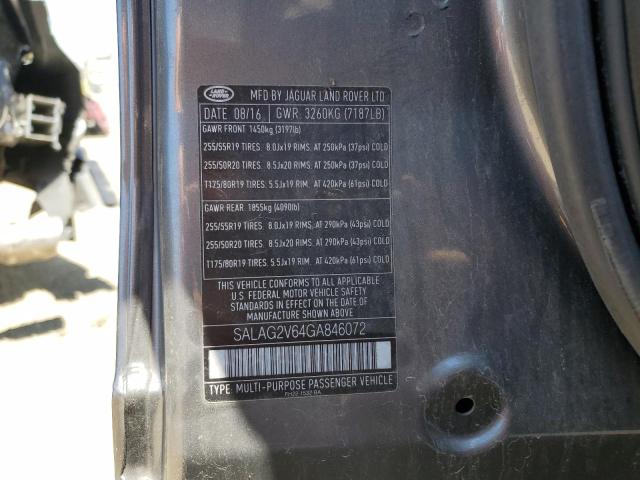 LAND ROVER
MFD BY JAGUAR LAND ROVER LTD
DATE 08/16 GWR 3260KG (7187LB)
GAWR FRONT 1450kg (3197lb)
255/55R19 TIRES. 8.0Jx19 RIMS. AT 250kPa (37psi) COLD
255/50R20 TIRES. 8.5Jx20 RIMS. AT 250kPa (37psi) COLD
T175/80R19 TIRES. 5.5Jx19 RIM. AT 420kPa (61psi) COLD
GAWR REAR 1855kg (4090lb)
255/55R19 TIRES. 8.0Jx19 RIMS. AT 290kPa (43psi) COLD
255/50R20 TIRES. 8.5Jx20 RIMS. AT 290kPa (43psi) COLD
T175/80R19 TIRES. 5.5Jx19 RIM. AT 420kPa (61psi) COLD
THIS VEHICLE CONFORMS TO ALL APPLICABLE
U.S. FEDERAL MOTOR VEHICLE SAFETY
STANDARDS IN EFFECT ON THE DATE OF
MANUFACTURE SHOWN ABOVE
SALAG2V64GA846072
TYPE: MULTI-PURPOSE PASSENGER VEHICLE
FH22 1532 BA